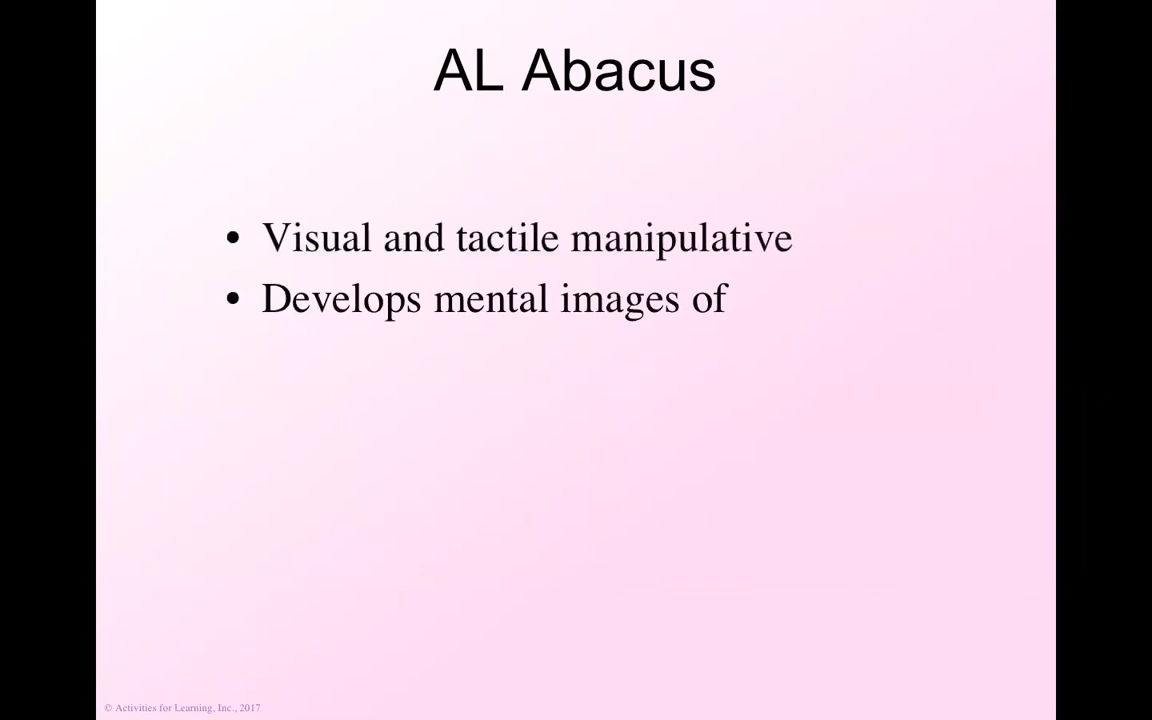 AL Abacus
• Visual and tactile manipulative
• Develops mental images of
© Activities for Learning, Inc., 2017